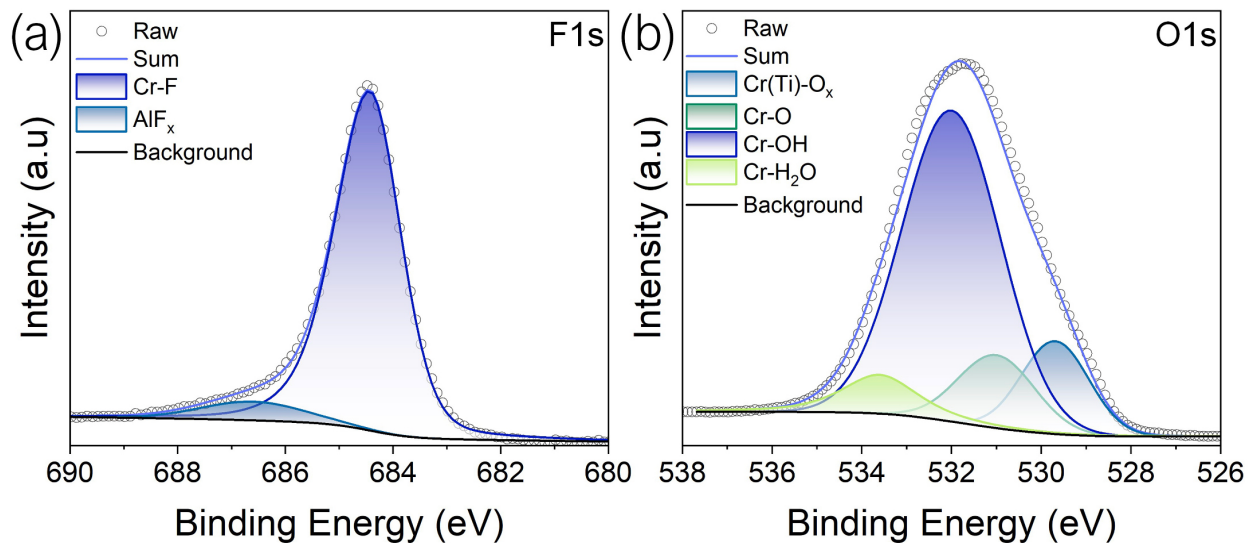 (a)
F1s
Raw
Sum
Cr-F
AlFₓ
Background
Intensity (a.u)
690 688 686 684 682 680
Binding Energy (eV)
(b)
O1s
Raw
Sum
Cr(Ti)-Oₓ
Cr-O
Cr-OH
Cr-H₂O
Background
Intensity (a.u)
538 536 534 532 530 528 526
Binding Energy (eV)